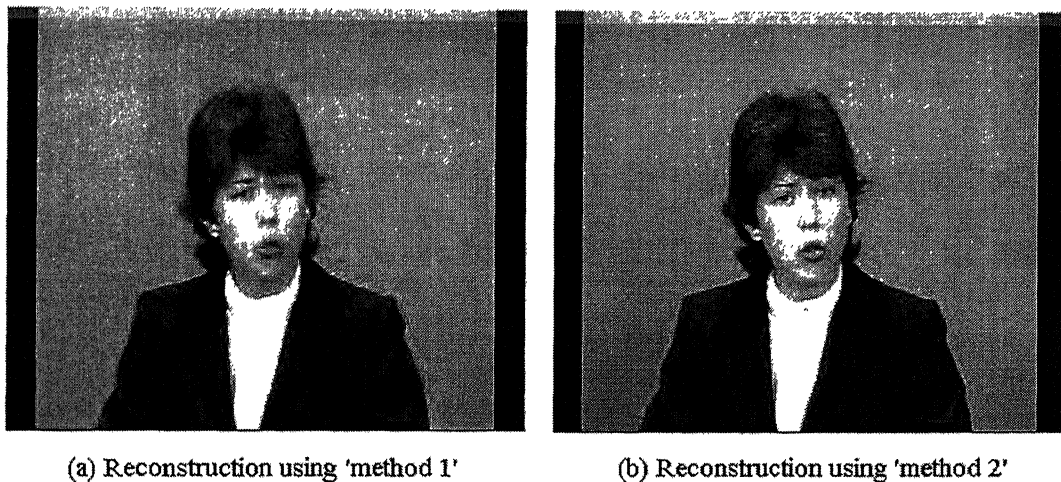 (a) Reconstruction using 'method 1'
(b) Reconstruction using 'method 2'